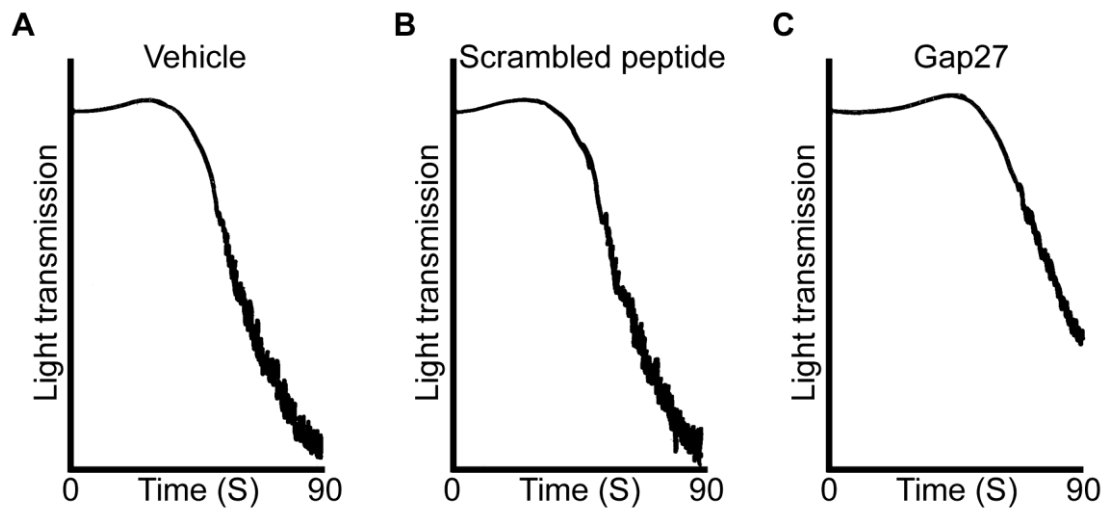 A
Vehicle
Light transmission
0 Time (S) 90
B
Scrambled peptide
Light transmission
0 Time (S) 90
C
Gap27
Light transmission
0 Time (S) 90